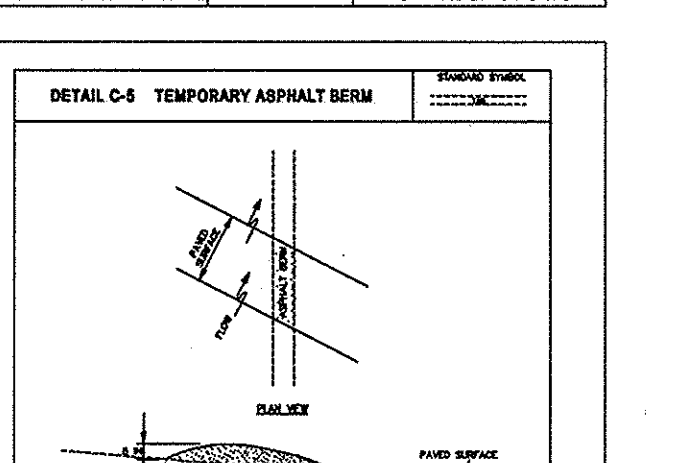 DETAIL C-5 TEMPORARY ASPHALT BERM
STANDARD SYMBOL
PAVED
SURFACE
ASPHALT BERM
FLOW
PLAN VIEW
PAVED SURFACE